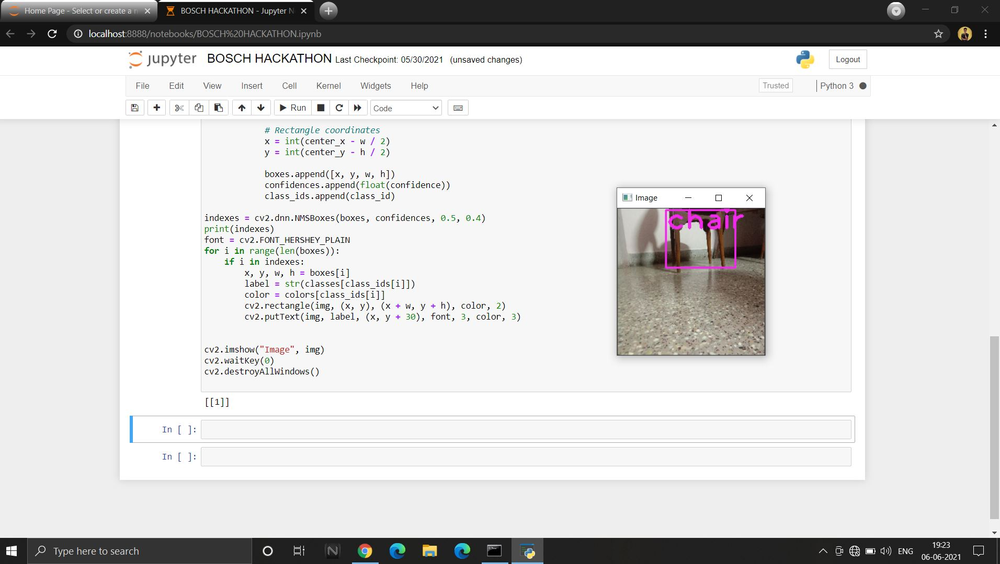 Home Page - Select or create a n
BOSCH HACKATHON - Jupyter N
localhost:8888/notebooks/BOSCH%20HACKATHON.ipynb
jupyter BOSCH HACKATHON Last Checkpoint: 05/30/2021 (unsaved changes)
Logout
File Edit View Insert Cell Kernel Widgets Help
Trusted
Python 3
Run
Code
# Rectangle coordinates
x = int(center_x - w / 2)
y = int(center_y - h / 2)
boxes.append([x, y, w, h])
confidences.append(float(confidence))
class_ids.append(class_id)
indexes = cv2.dnn.NMSBoxes(boxes, confidences, 0.5, 0.4)
print(indexes)
font = cv2.FONT_HERSHEY_PLAIN
for i in range(len(boxes)):
if i in indexes:
x, y, w, h = boxes[i]
label = str(classes[class_ids[i]])
color = colors[class_ids[i]]
cv2.rectangle(img, (x, y), (x + w, y + h), color, 2)
cv2.putText(img, label, (x, y + 30), font, 3, color, 3)
cv2.imshow("Image", img)
cv2.waitKey(0)
cv2.destroyAllWindows()
Image
chair
[[1]]
In [ ]:
In [ ]:
Type here to search
N
ENG
19:23
06-06-2021